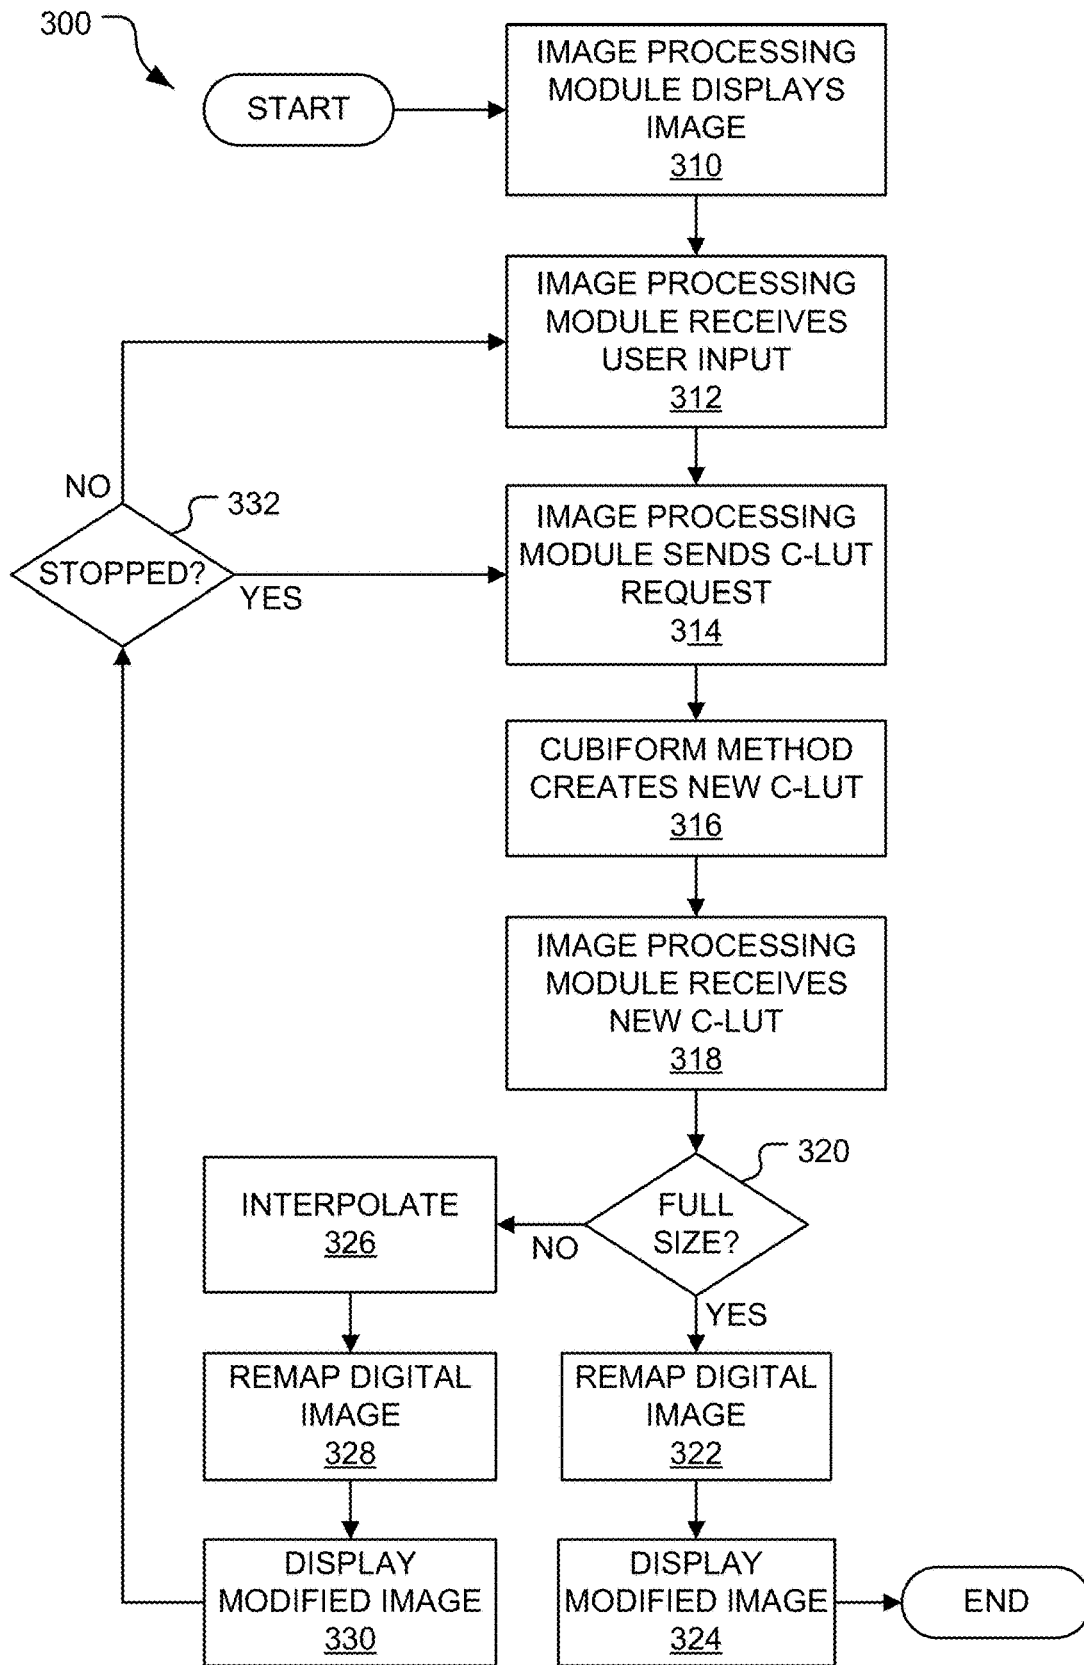 300
START
IMAGE PROCESSING
MODULE DISPLAYS
IMAGE
310
IMAGE PROCESSING
MODULE RECEIVES
USER INPUT
312
NO
332
STOPPED?
YES
IMAGE PROCESSING
MODULE SENDS C-LUT
REQUEST
314
CUBIFORM METHOD
CREATES NEW C-LUT
316
IMAGE PROCESSING
MODULE RECEIVES
NEW C-LUT
318
320
FULL
SIZE?
NO
YES
INTERPOLATE
326
REMAP DIGITAL
IMAGE
328
REMAP DIGITAL
IMAGE
322
DISPLAY
MODIFIED IMAGE
330
DISPLAY
MODIFIED IMAGE
324
END